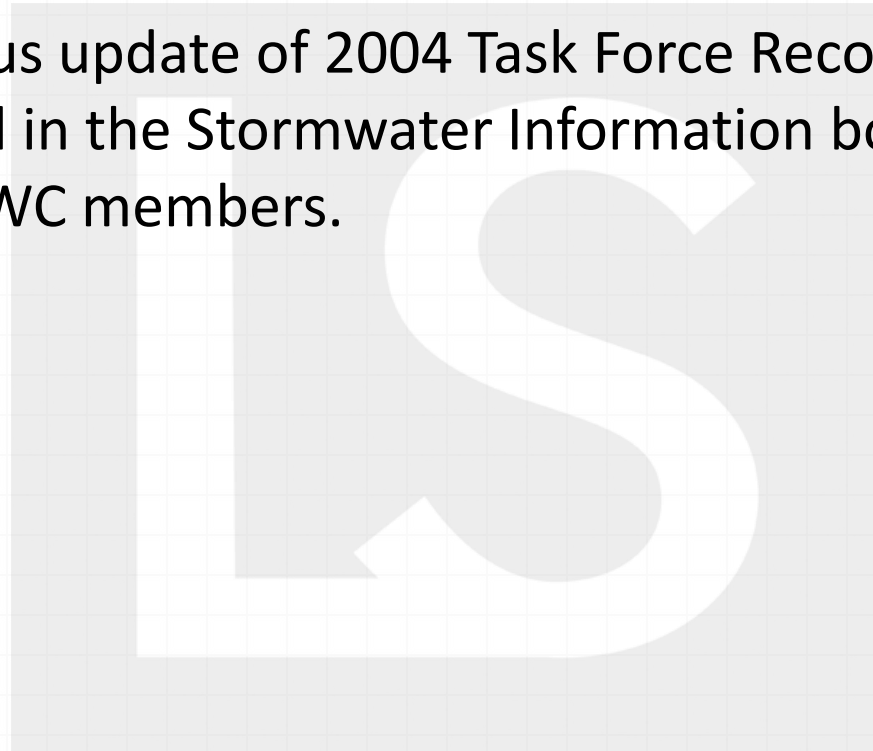 us update of 2004 Task Force Reco
in the Stormwater Information bo
WC members.
LS